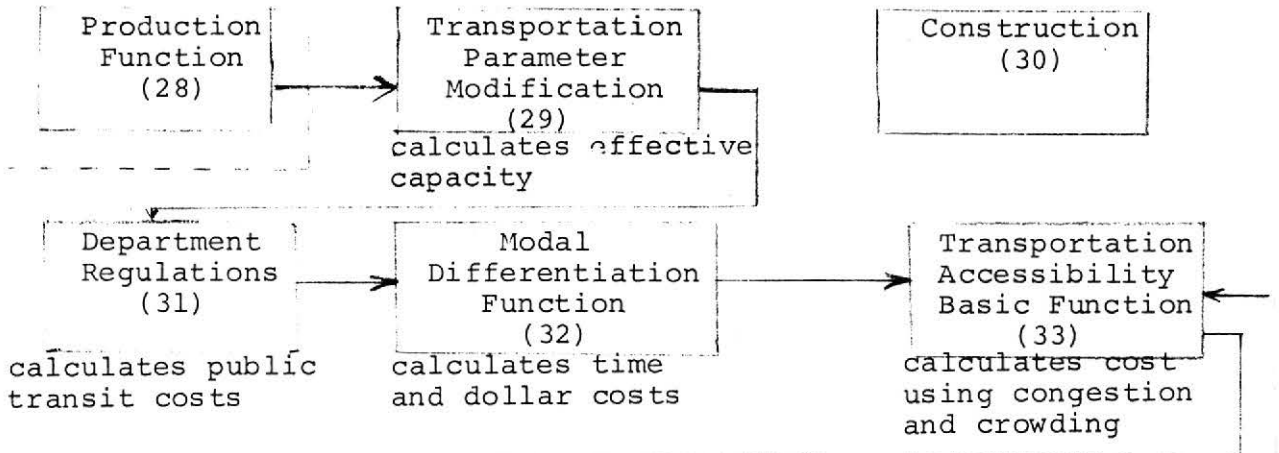 Production
Function
(28)
Transportation
Parameter
Modification
(29)
calculates effective
capacity
Construction
(30)
Department
Regulations
(31)
calculates public
transit costs
Modal
Differentiation
Function
(32)
calculates time
and dollar costs
Transportation
Accessibility
Basic Function
(33)
calculates cost
using congestion
and crowding